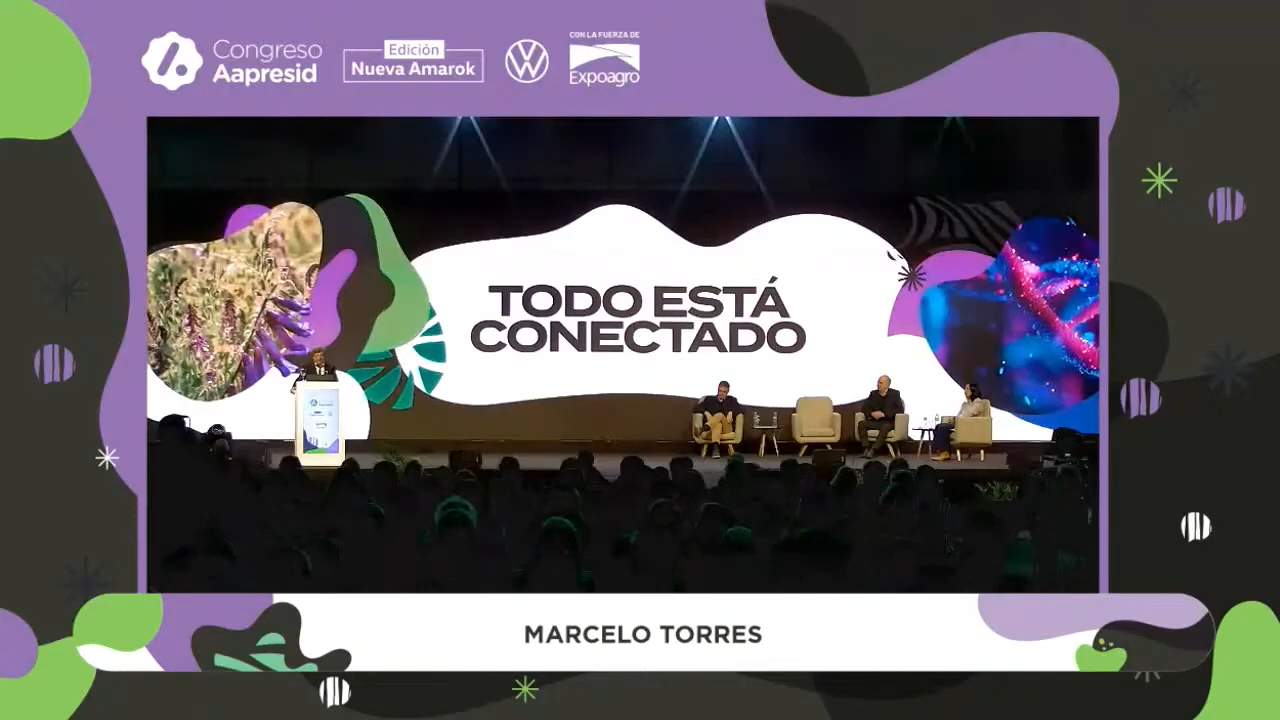 Congreso
Aapresid
Edición
Nueva Amarok
CON LA FUERZA DE
Expoagro
TODO ESTÁ
CONECTADO
MARCELO TORRES